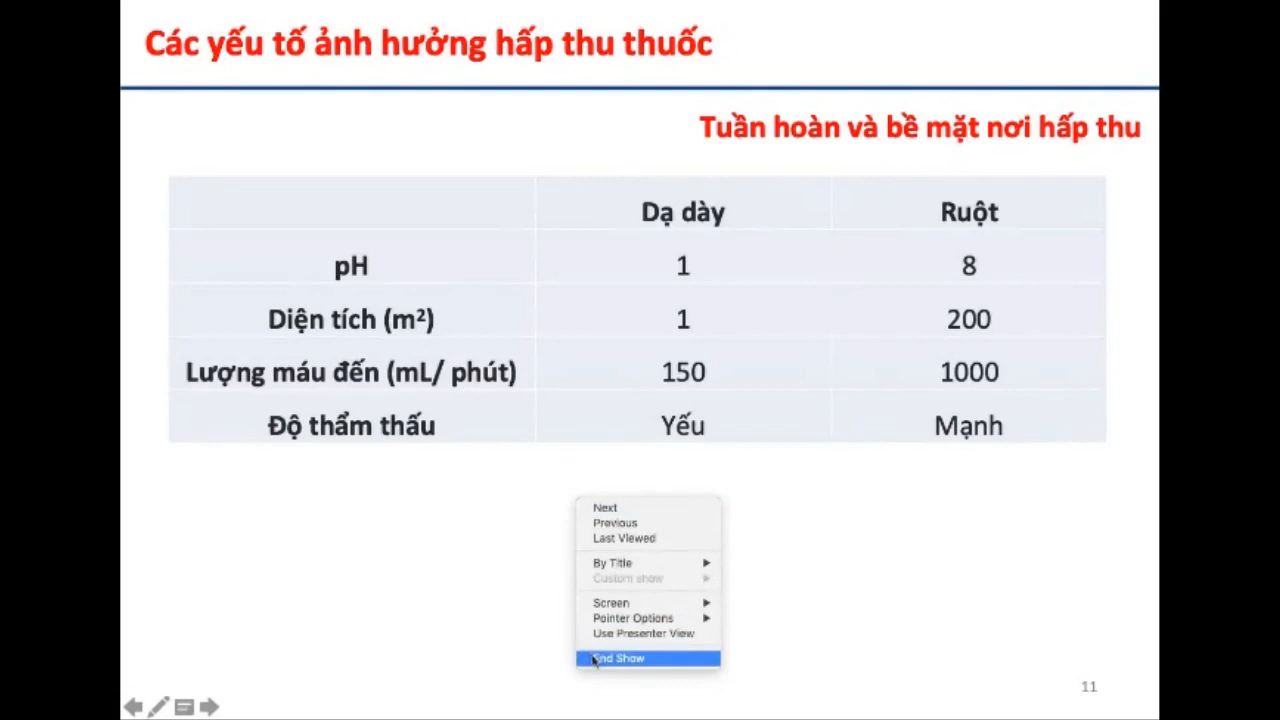 Các yếu tố ảnh hưởng hấp thu thuốc
Tuần hoàn và bề mặt nơi hấp thu
Dạ dày Ruột
pH 1 8
Diện tích (m²) 1 200
Lượng máu đến (mL/ phút) 150 1000
Độ thẩm thấu Yếu Mạnh
Next
Previous
Last Viewed
By Title
Custom show
Screen
Pointer Options
Use Presenter View
End Show
11